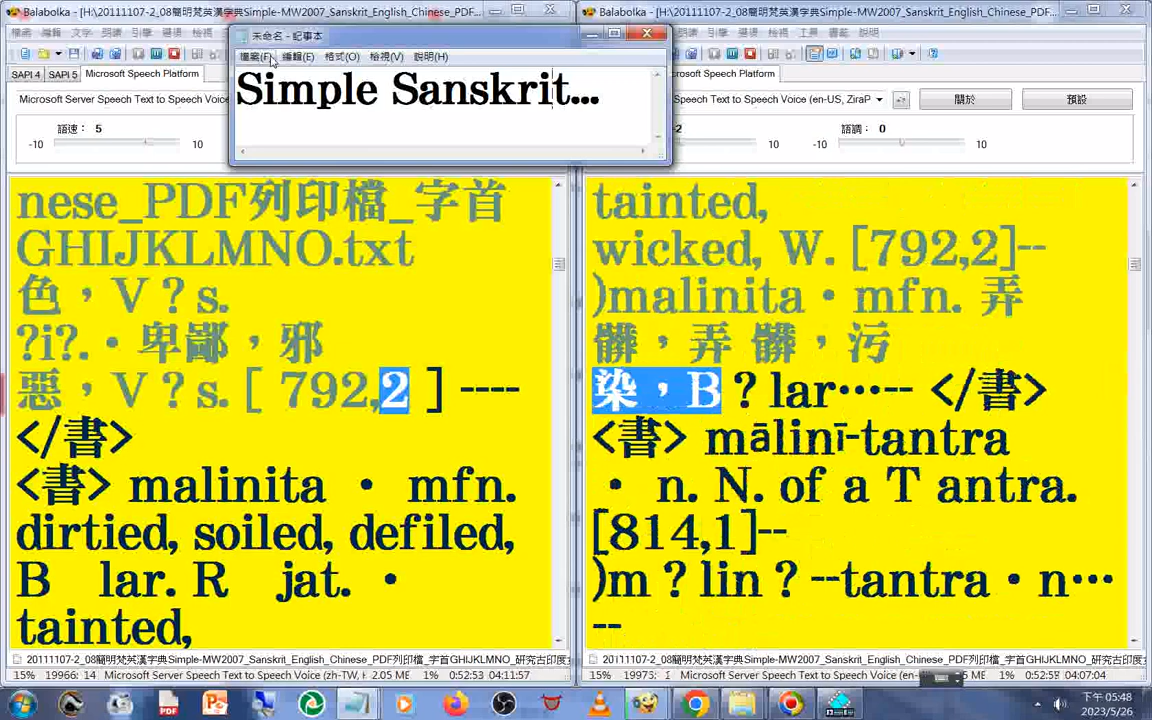 Balabolka - [H:\20111107-2_08簡明梵英漢字典Simple-MW2007_Sanskrit_English_Chinese_PDF...
Balabolka - [H:\20111107-2_08簡明梵英漢字典Simple-MW2007_Sanskrit_English_Chinese_PDF...
未命名 - 記事本
檔案(F) 編輯(E) 格式(O) 檢視(V) 說明(H)
Simple Sanskrit...
SAPI 4 SAPI 5 Microsoft Speech Platform
Speech Platform
Microsoft Server Speech Text to Speech Voice
Speech Text to Speech Voice (en-US, ZiraP
關於 預設
語速： 5
-10 10
-2 語調： 0
10 -10 10
nese_PDF列印檔_字首
GHIJKLMNO.txt
色，V ? s.
?i?.・卑鄙，邪
惡，V ? s. [ 792,2 ] ----
</書>
<書> malinita ・ mfn.
dirtied, soiled, defiled,
B lar. R jat. ・
tainted,
tainted,
wicked, W. [792,2]--
)malinita・mfn. 弄
髒，弄 髒，污
染，B ? lar…-- </書>
<書> mālinī-tantra
・ n. N. of a T antra.
[814,1]--
)m ? lin ? --tantra・n…
--
20111107-2_08簡明梵英漢字典Simple-MW2007_Sanskrit_English_Chinese_PDF列印檔_字首GHIJKLMNO_研究古印度
20111107-2_08簡明梵英漢字典Simple-MW2007_Sanskrit_English_Chinese_PDF列印檔_字首GHIJKLMNO_研究古印度
15% 19966: 14 Microsoft Server Speech Text to Speech Voice (zh-TW, 2.05 ME 1% 0:52:53 04:11:57
15% 19973: Microsoft Server Speech Text to Speech Voice (en-US, 1% 0:52:5 04:07:04
下午 05:48
2023/5/26